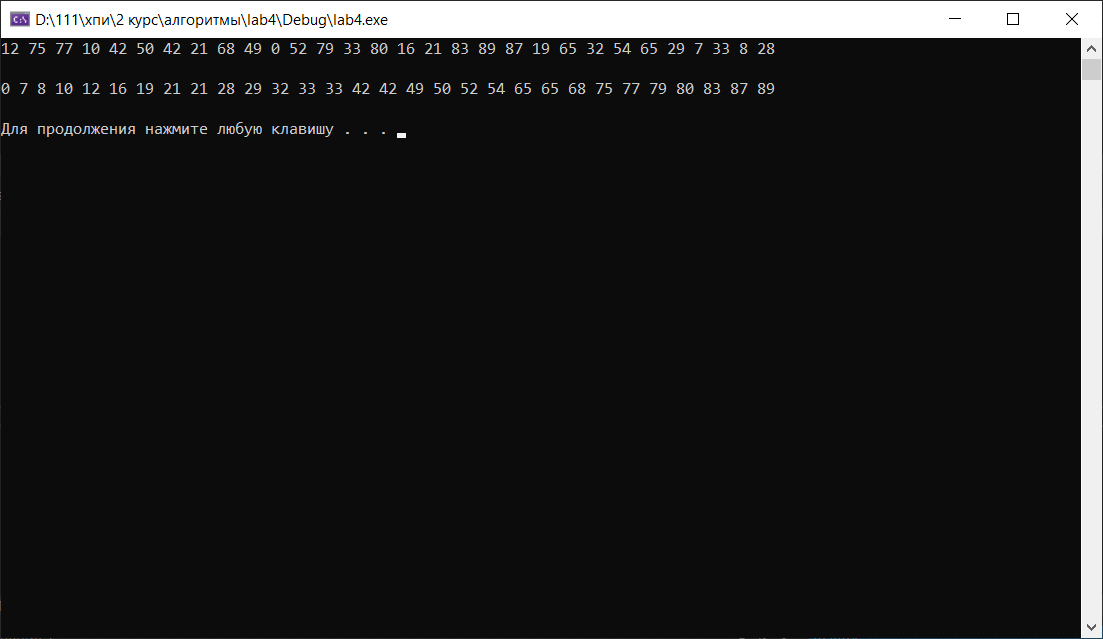 D:\111\хпи\2 курс\алгоритмы\lab4\Debug\lab4.exe
12 75 77 10 42 50 42 21 68 49 0 52 79 33 80 16 21 83 89 87 19 65 32 54 65 29 7 33 8 28
0 7 8 10 12 16 19 21 21 28 29 32 33 33 42 42 49 50 52 54 65 65 68 75 77 79 80 83 87 89
Для продолжения нажмите любую клавишу . . .